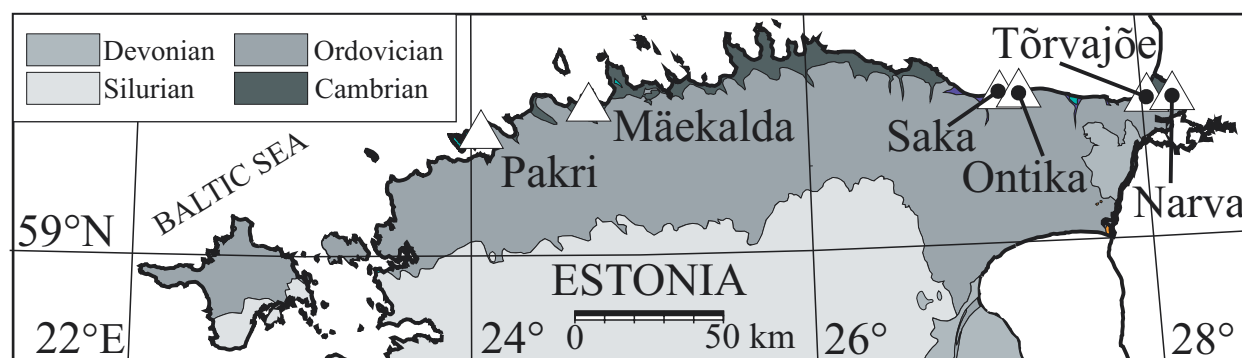 Devonian
Ordovician
Silurian
Cambrian
Tõrvajõe
Mäekalda
Saka
Pakri
Ontika
Narva
BALTIC SEA
59°N
ESTONIA
0 50 km
22°E
24°
26°
28°